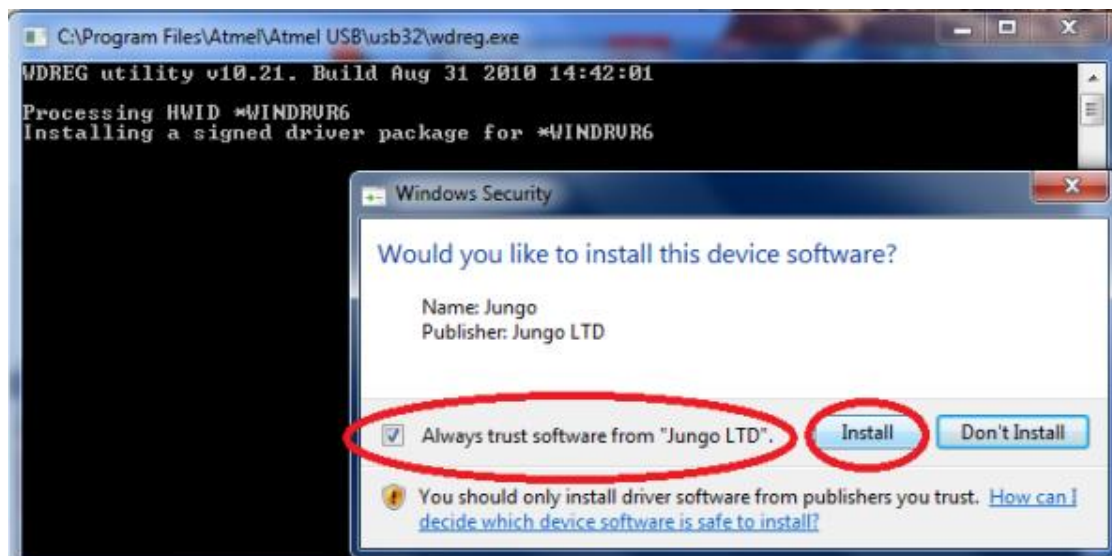 C:\Program Files\Atmel\Atmel USB\usb32\wdreg.exe
WDREG utility v10.21. Build Aug 31 2010 14:42:01
Processing HWID *WINDRVR6
Installing a signed driver package for *WINDRVR6
Windows Security
Would you like to install this device software?
Name: Jungo
Publisher: Jungo LTD
Always trust software from "Jungo LTD".
Install
Don't Install
You should only install driver software from publishers you trust. How can I
decide which device software is safe to install?